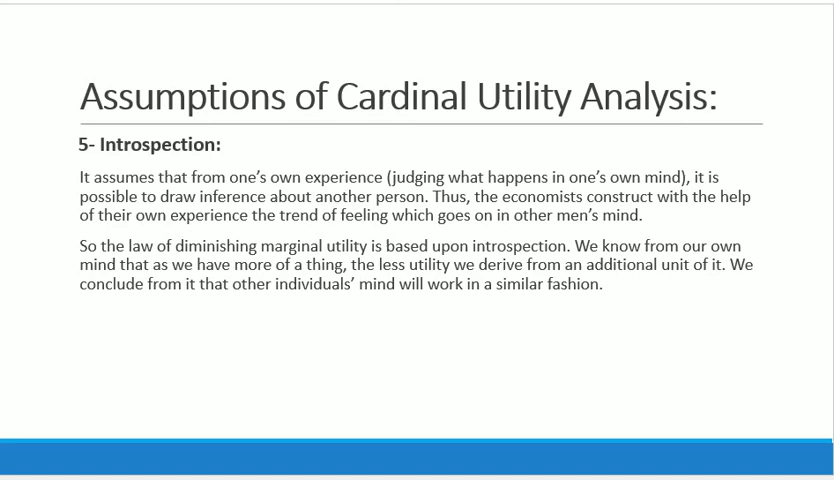 Assumptions of Cardinal Utility Analysis:
5- Introspection:
It assumes that from one’s own experience (judging what happens in one’s own mind), it is
possible to draw inference about another person. Thus, the economists construct with the help
of their own experience the trend of feeling which goes on in other men’s mind.
So the law of diminishing marginal utility is based upon introspection. We know from our own
mind that as we have more of a thing, the less utility we derive from an additional unit of it. We
conclude from it that other individuals’ mind will work in a similar fashion.